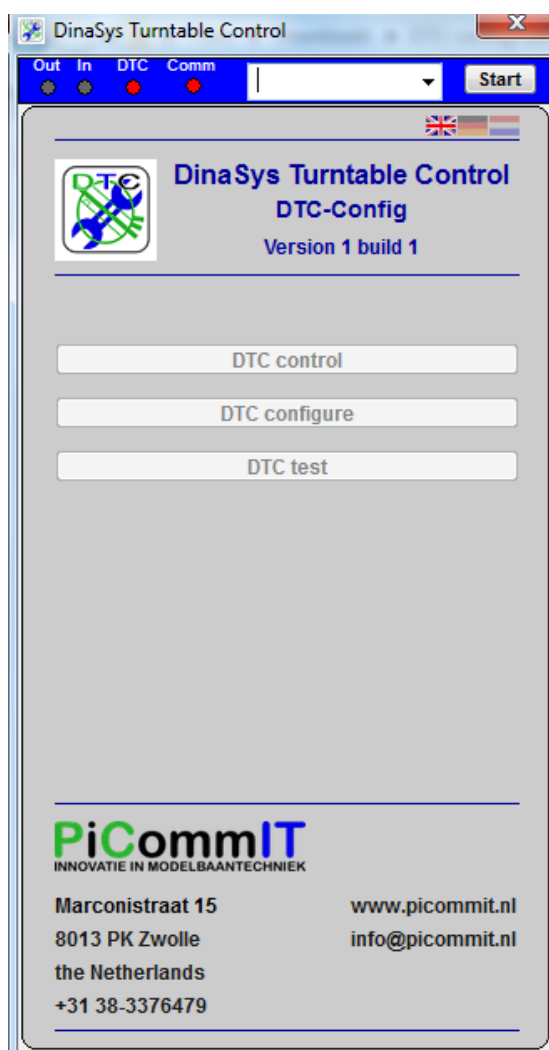 DinaSys Turntable Control
Out In DTC Comm
Start
DTC
DinaSys Turntable Control
DTC-Config
Version 1 build 1
DTC control
DTC configure
DTC test
PiCommIT
INNOVATIE IN MODELBAANTECHNIEK
Marconistraat 15 www.picommit.nl
8013 PK Zwolle info@picommit.nl
the Netherlands
+31 38-3376479